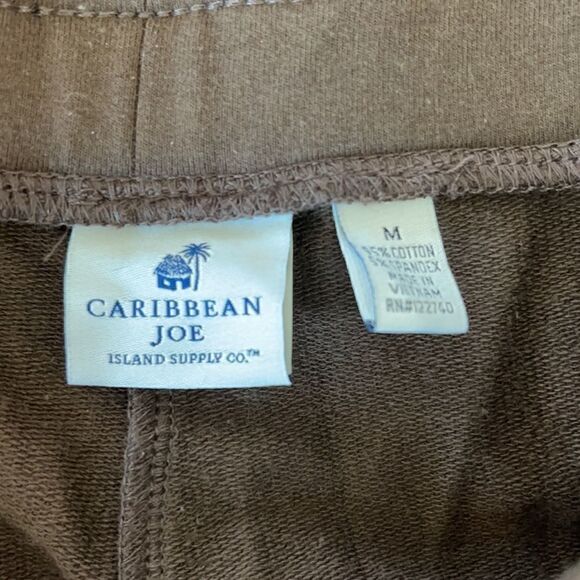 CARIBBEAN
JOE
ISLAND SUPPLY CO.™
M
95% COTTON
5% SPANDEX
MADE IN
VIETNAM
RN#122740